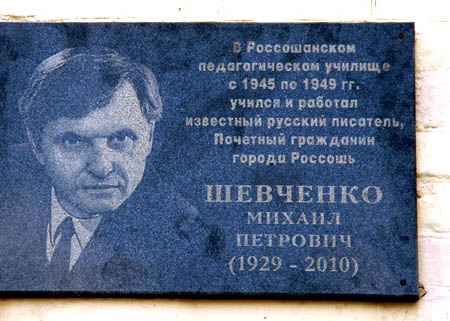 В Россошанском
педагогическом училище
с 1945 по 1949 гг.
учился и работал
известный русский писатель,
Почетный гражданин
города Россошь
ШЕВЧЕНКО
МИХАИЛ
ПЕТРОВИЧ
(1929 - 2010)